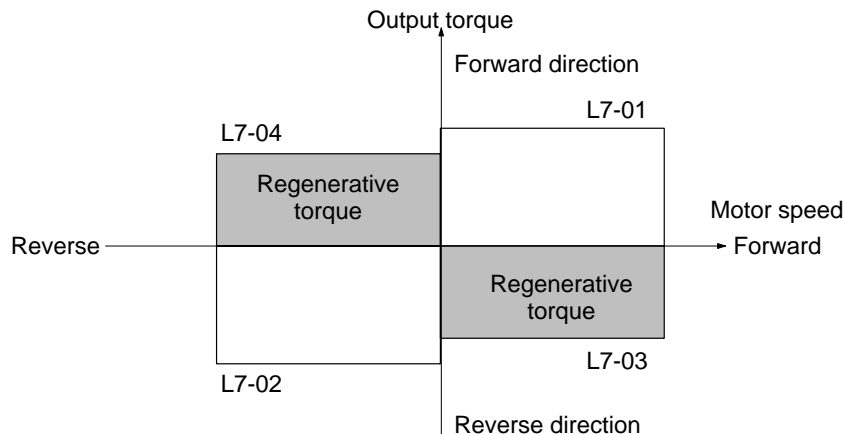 Output torque
Forward direction
L7-04
L7-01
Regenerative
torque
Motor speed
Reverse
Forward
Regenerative
torque
L7-02
L7-03
Reverse direction